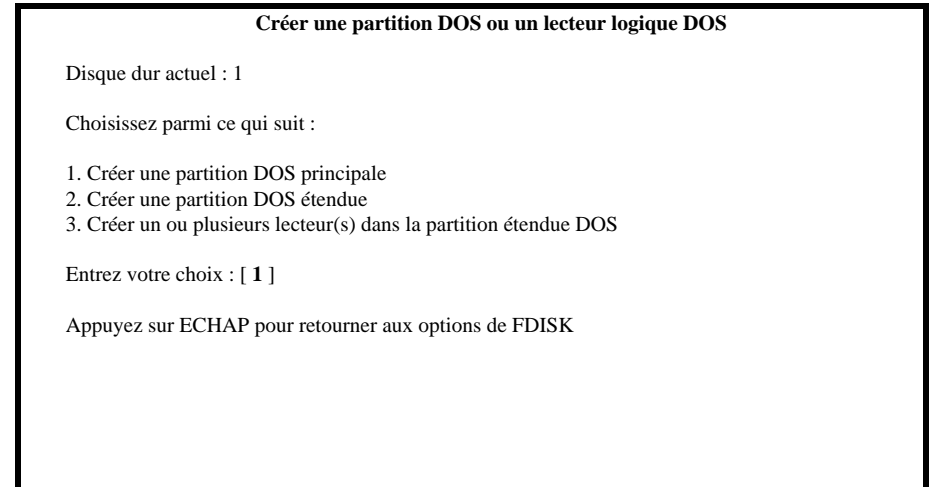 Créer une partition DOS ou un lecteur logique DOS
Disque dur actuel : 1
Choisissez parmi ce qui suit :
1. Créer une partition DOS principale
2. Créer une partition DOS étendue
3. Créer un ou plusieurs lecteur(s) dans la partition étendue DOS
Entrez votre choix : [ 1 ]
Appuyez sur ECHAP pour retourner aux options de FDISK